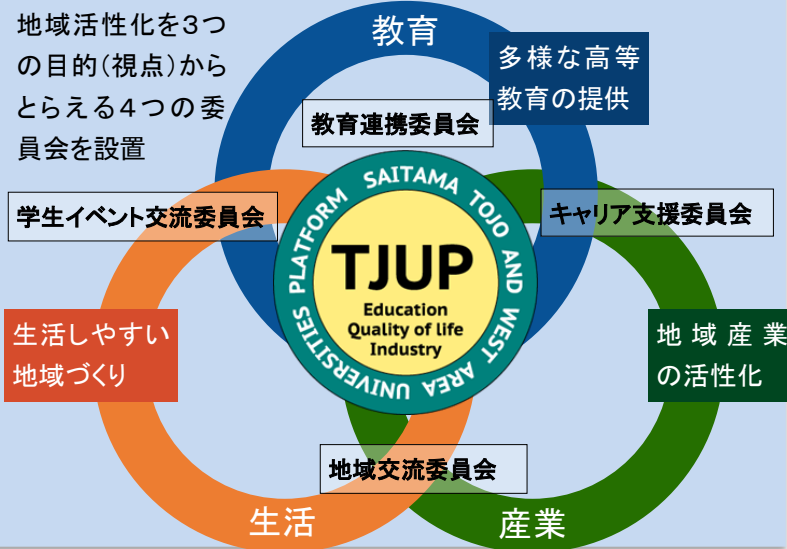 地域活性化を3つ
の目的(視点)から
とらえる4つの委
員会を設置
教育
多様な高等
教育の提供
教育連携委員会
学生イベント交流委員会
キャリア支援委員会
SAITAMA TOJO AND WEST AREA UNIVERSITIES PLATFORM
TJUP
Education
Quality of life
Industry
生活しやすい
地域づくり
地域産業
の活性化
地域交流委員会
生活
産業